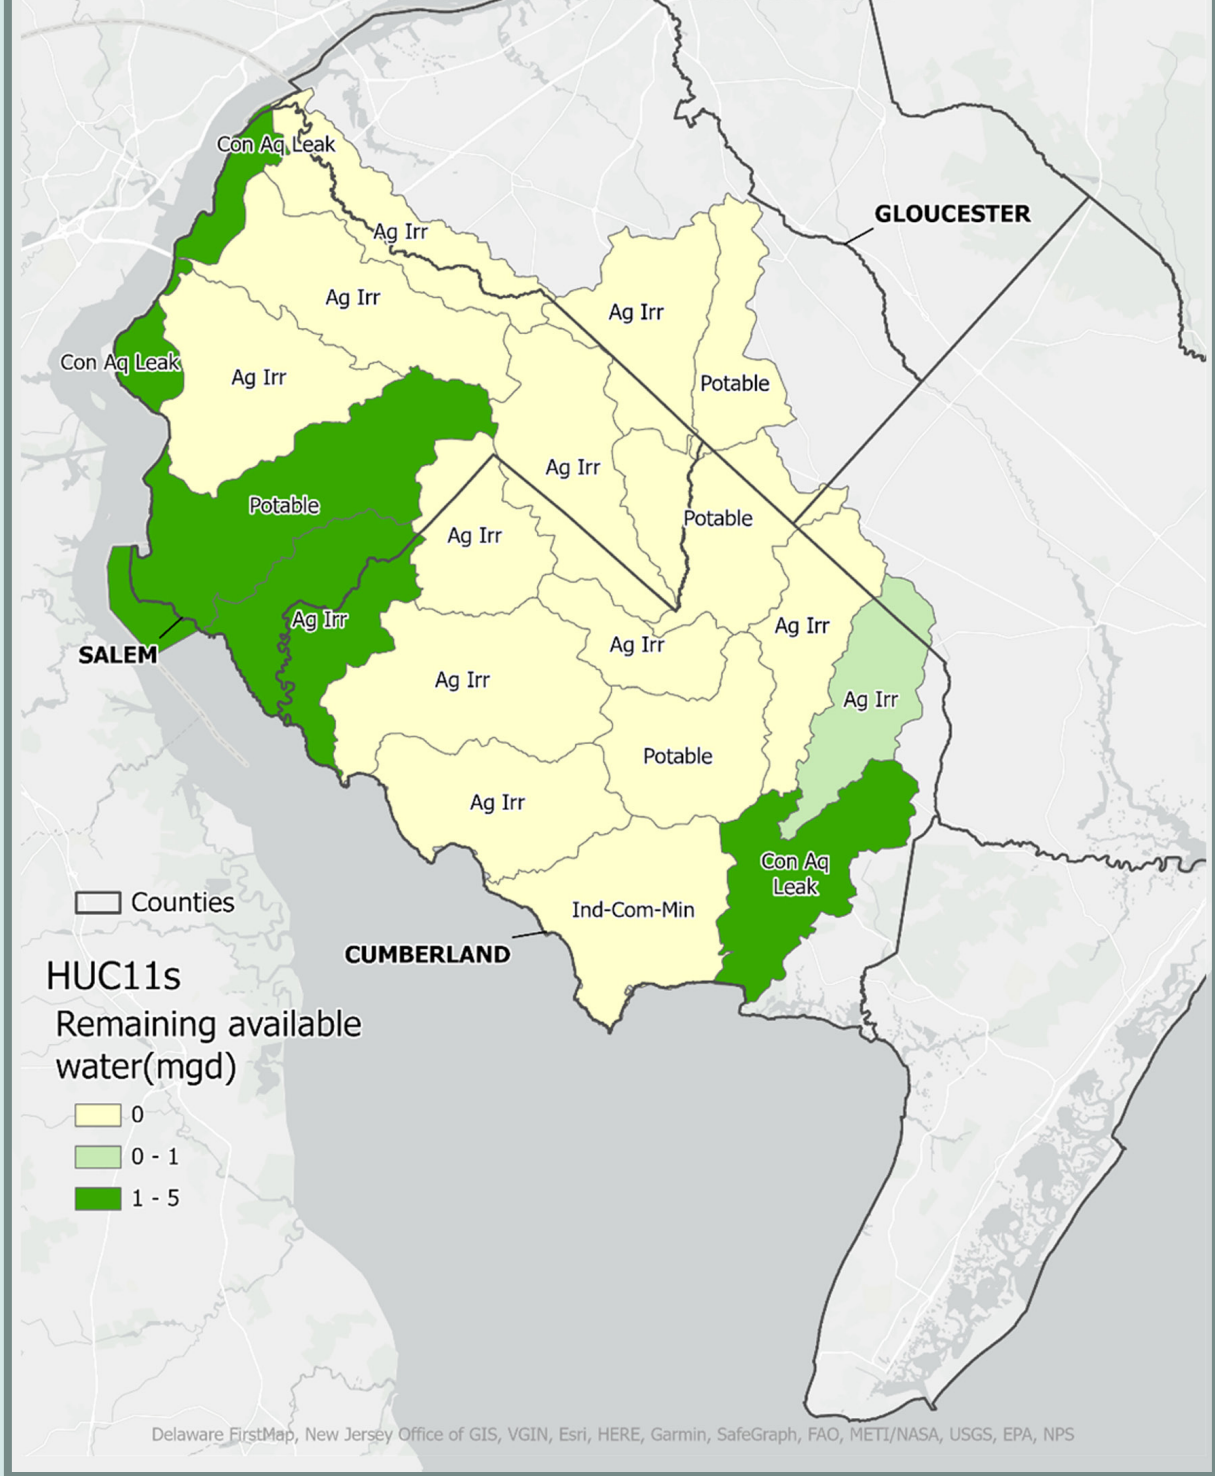 Con Aq Leak
GLOUCESTER
Ag Irr
Ag Irr
Ag Irr
Con Aq Leak
Ag Irr
Potable
Ag Irr
Potable
Potable
Ag Irr
Ag Irr
Ag Irr
Ag Irr
SALEM
Ag Irr
Ag Irr
Potable
Ag Irr
Con Aq
Leak
Counties
Ind-Com-Min
CUMBERLAND
HUC11s
Remaining available
water(mgd)
0
0 - 1
1 - 5
Delaware FirstMap, New Jersey Office of GIS, VGIN, Esri, HERE, Garmin, SafeGraph, FAO, METI/NASA, USGS, EPA, NPS